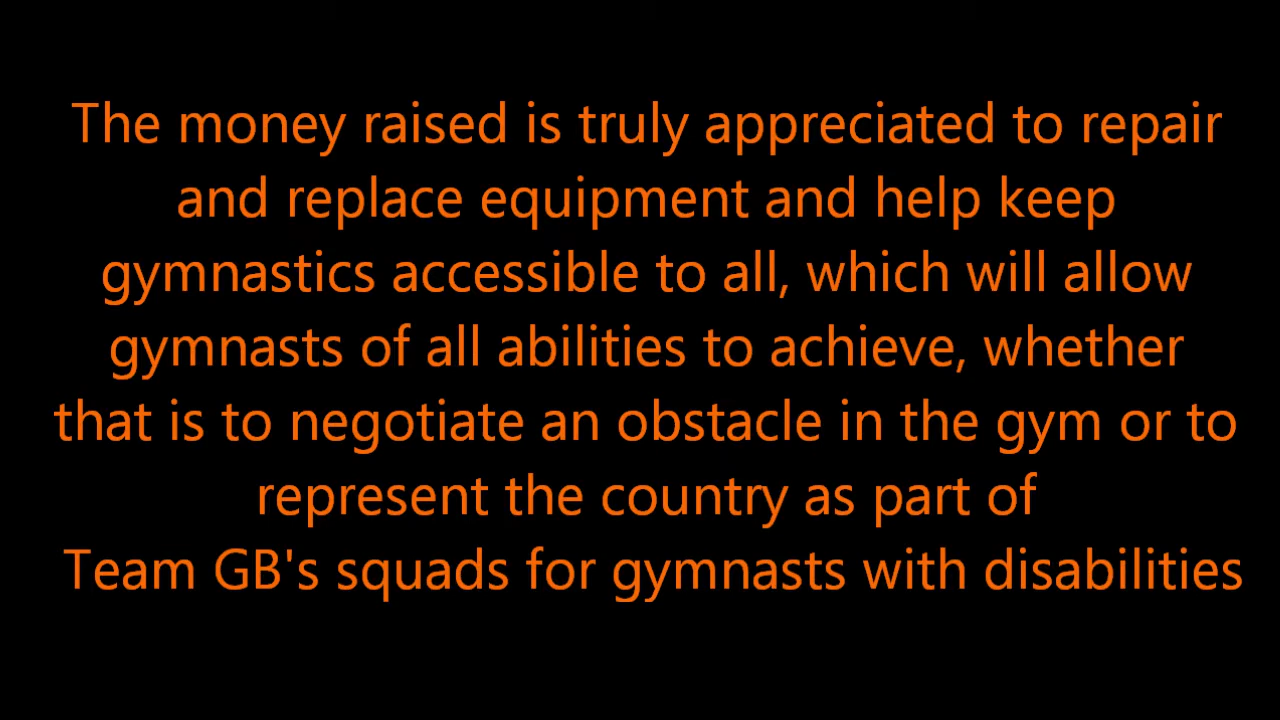 The money raised is truly appreciated to repair
and replace equipment and help keep
gymnastics accessible to all, which will allow
gymnasts of all abilities to achieve, whether
that is to negotiate an obstacle in the gym or to
represent the country as part of
Team GB's squads for gymnasts with disabilities